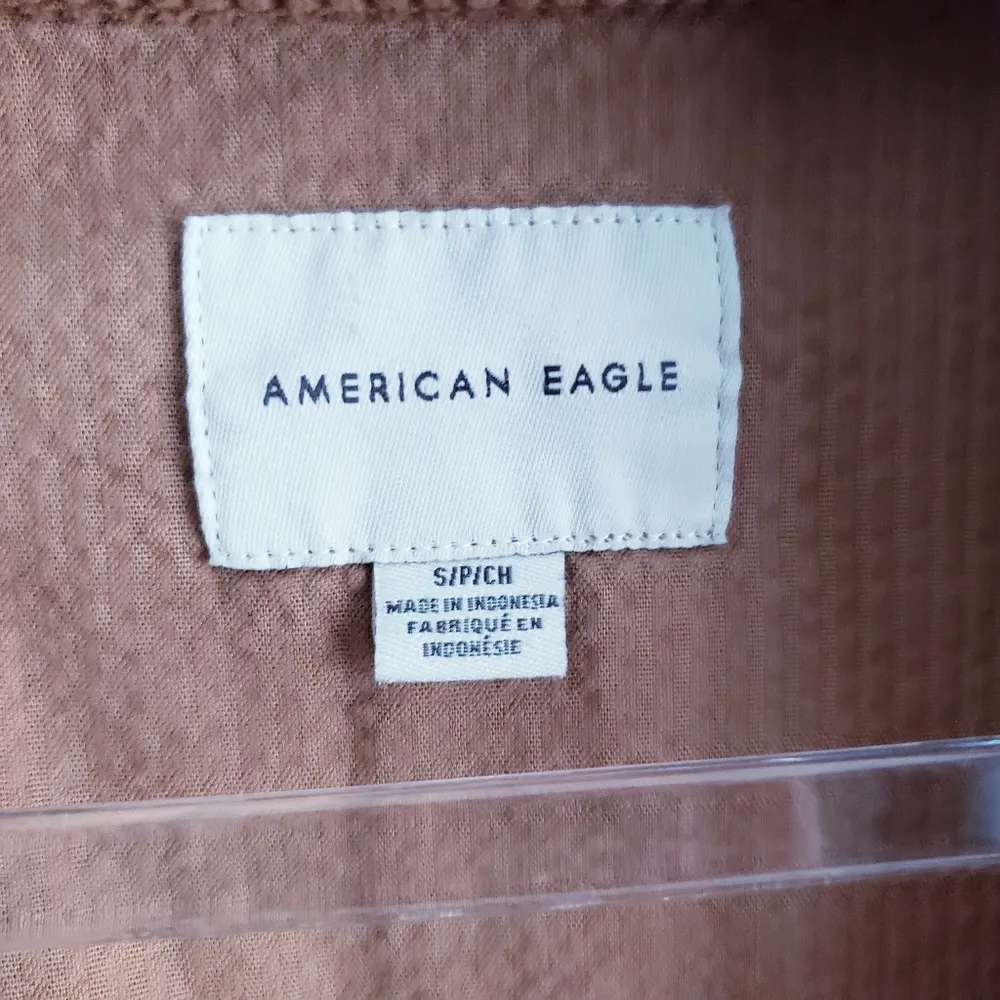 AMERICAN EAGLE
S/P/CH
MADE IN INDONESIA
FABRIQUÉ EN
INDONÉSIE